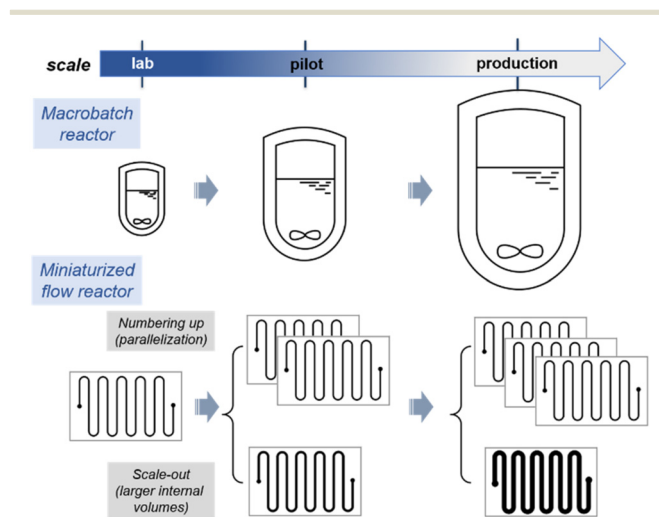 scale
lab
pilot
production
Macrobatch
reactor
Miniaturized
flow reactor
Numbering up
(parallelization)
Scale-out
(larger internal
volumes)